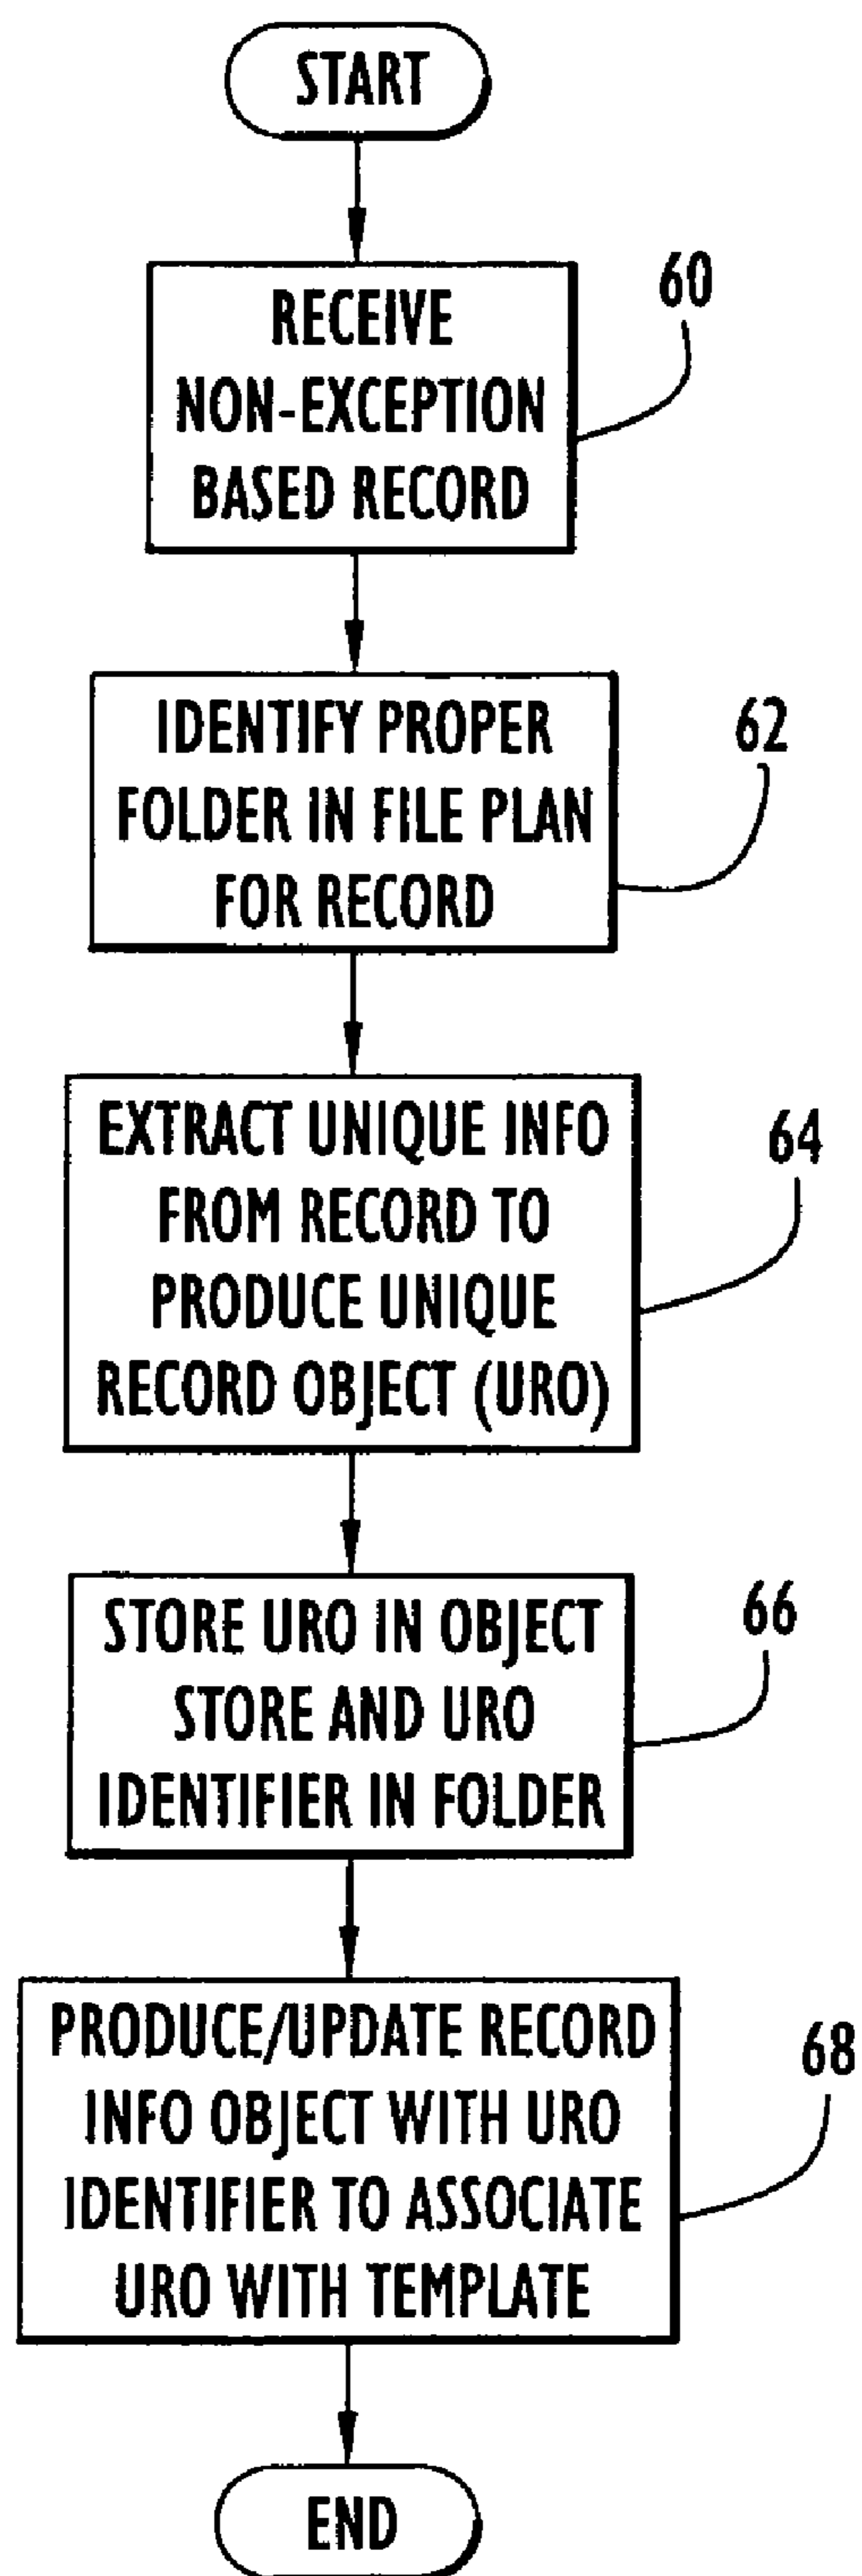 START
RECEIVE
NON-EXCEPTION
BASED RECORD
60
IDENTIFY PROPER
FOLDER IN FILE PLAN
FOR RECORD
62
EXTRACT UNIQUE INFO
FROM RECORD TO
PRODUCE UNIQUE
RECORD OBJECT (URO)
64
STORE URO IN OBJECT
STORE AND URO
IDENTIFIER IN FOLDER
66
PRODUCE/UPDATE RECORD
INFO OBJECT WITH URO
IDENTIFIER TO ASSOCIATE
URO WITH TEMPLATE
68
END